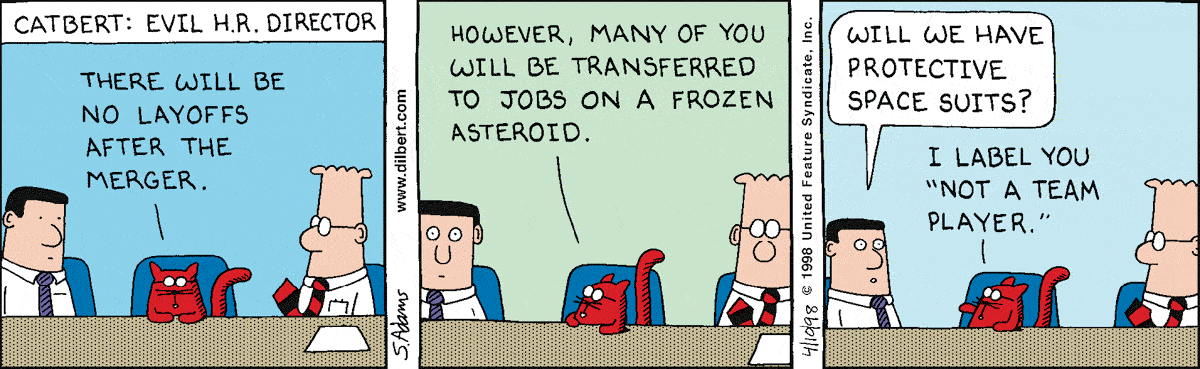 CATBERT: EVIL H.R. DIRECTOR
THERE WILL BE
NO LAYOFFS
AFTER THE
MERGER.
S. Adams
www.dilbert.com
HOWEVER, MANY OF YOU
WILL BE TRANSFERRED
TO JOBS ON A FROZEN
ASTEROID.
4/10/98 © 1998 United Feature Syndicate, Inc.
WILL WE HAVE
PROTECTIVE
SPACE SUITS?
I LABEL YOU
"NOT A TEAM
PLAYER."